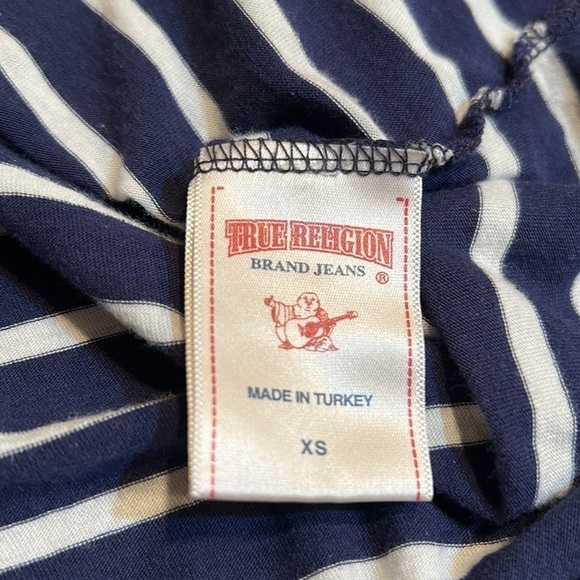 TRUE RELIGION
BRAND JEANS
®
MADE IN TURKEY
XS